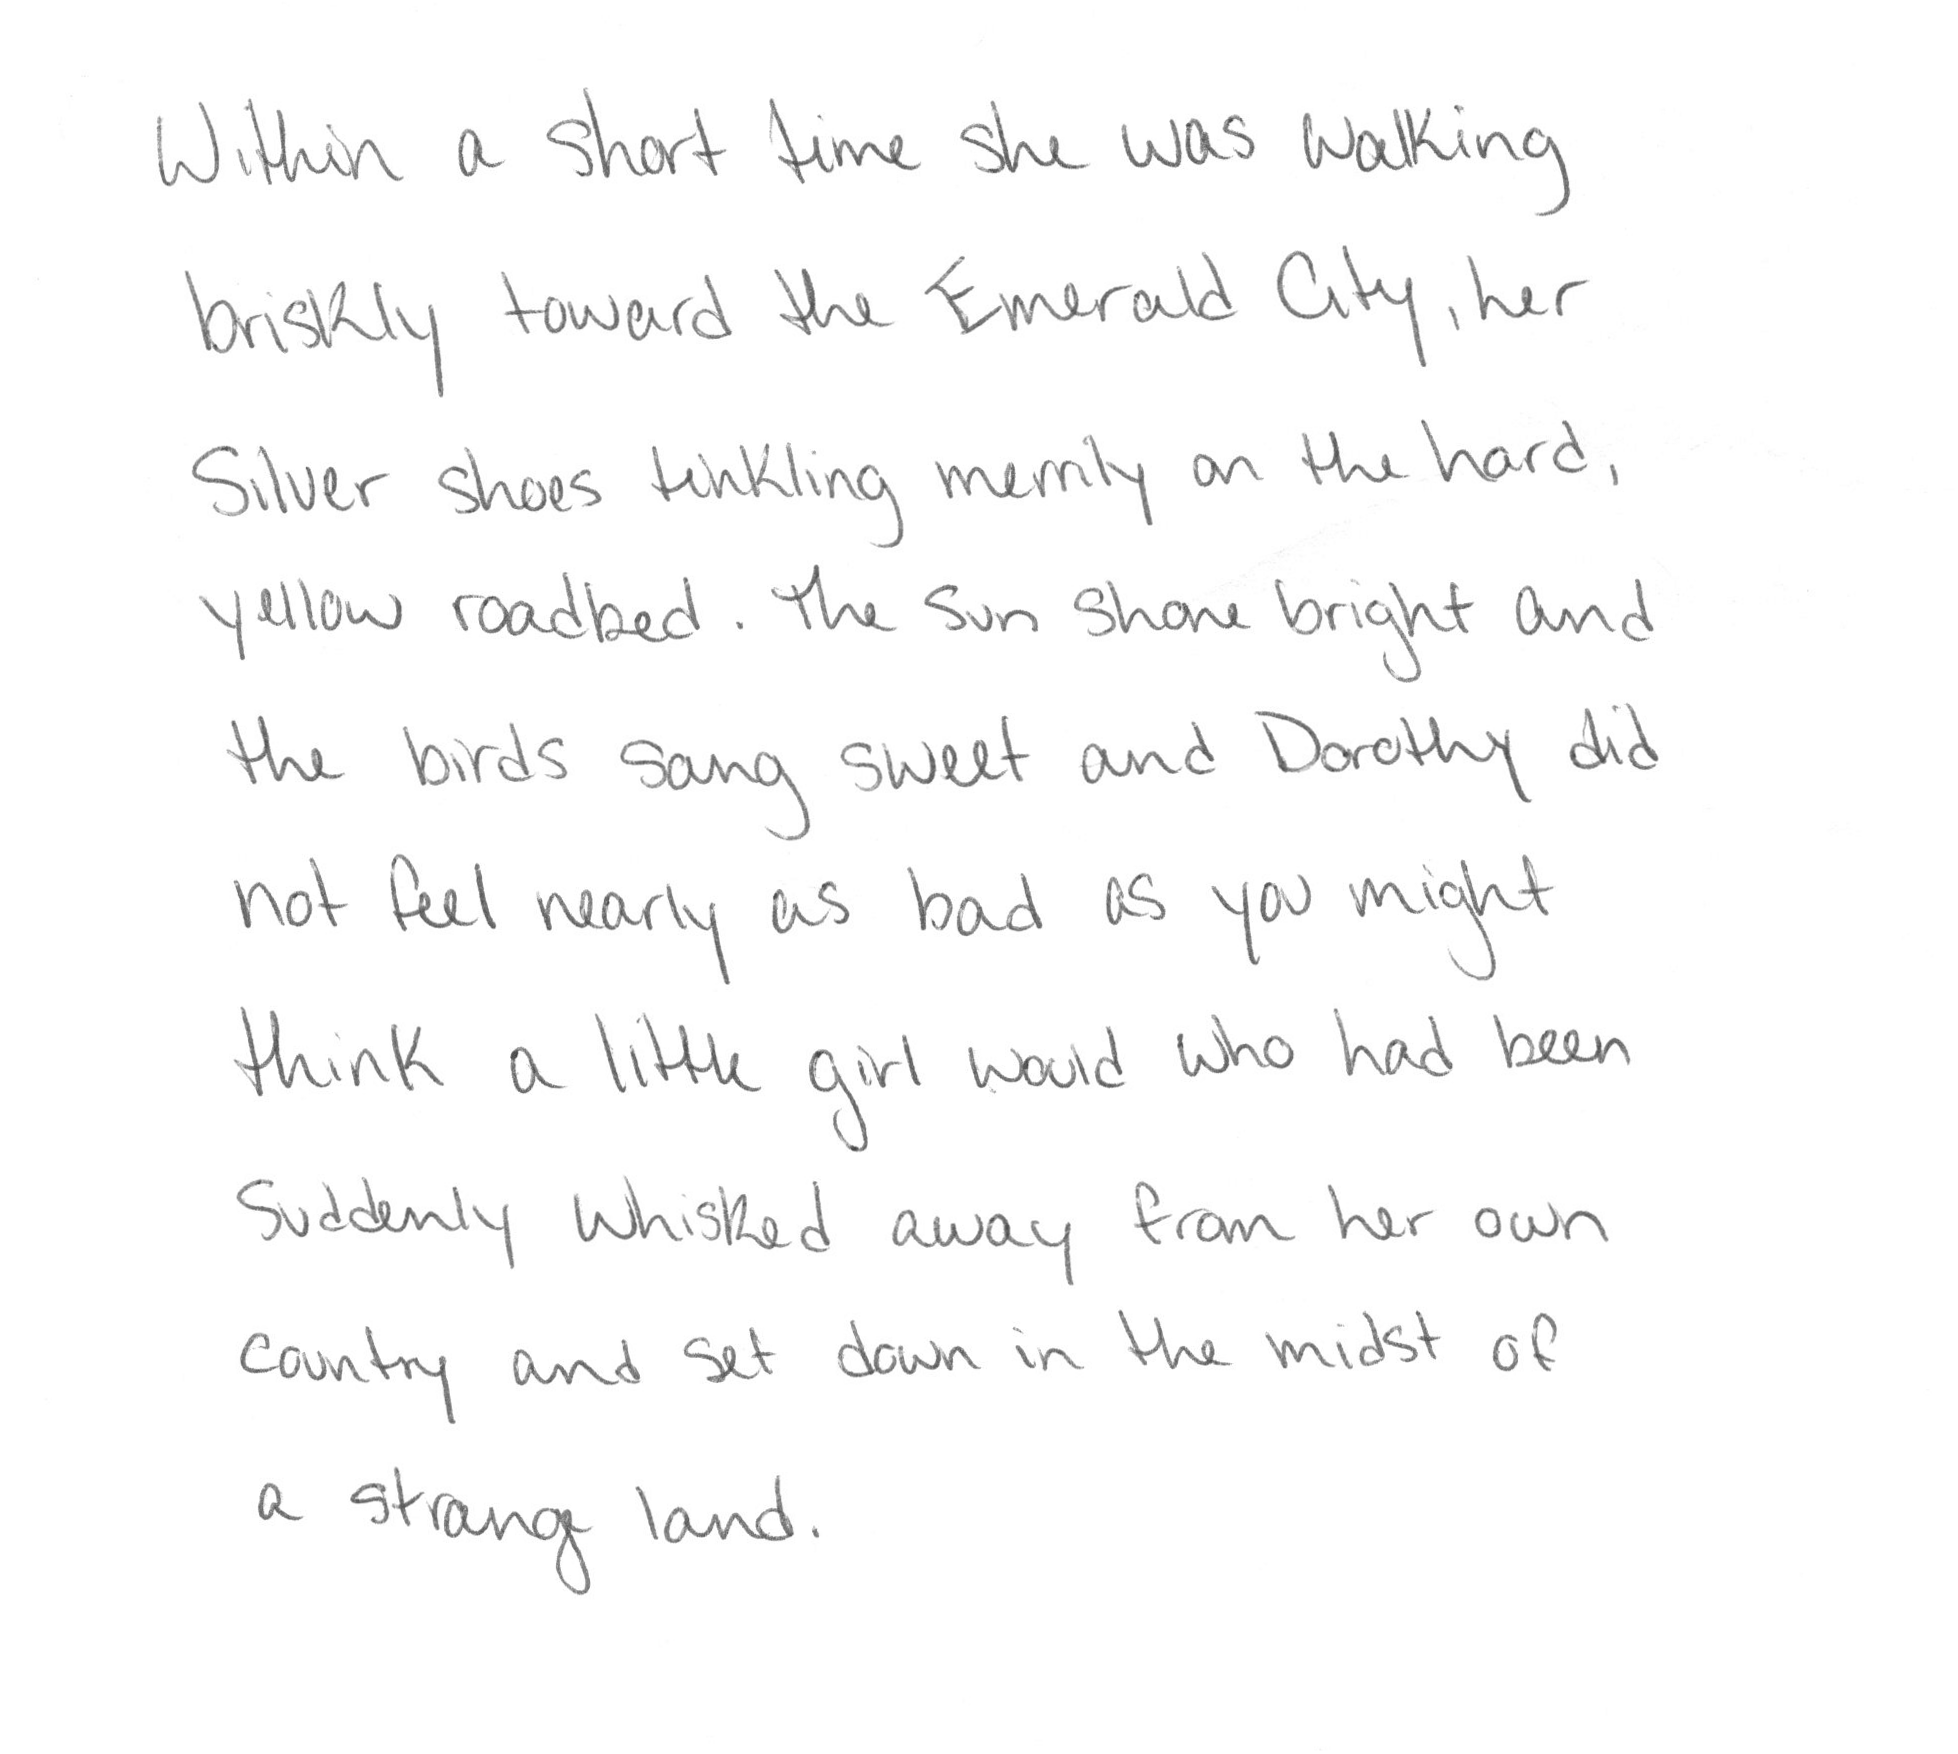 Within a short time she was walking
briskly toward the Emerald City, her
Silver shoes tinkling merrily on the hard,
yellow roadbed. The sun shone bright and
the birds sang sweet and Dorothy did
not feel nearly as bad as you might
think a little girl would who had been
suddenly whisked away from her own
country and set down in the midst of
a strange land.